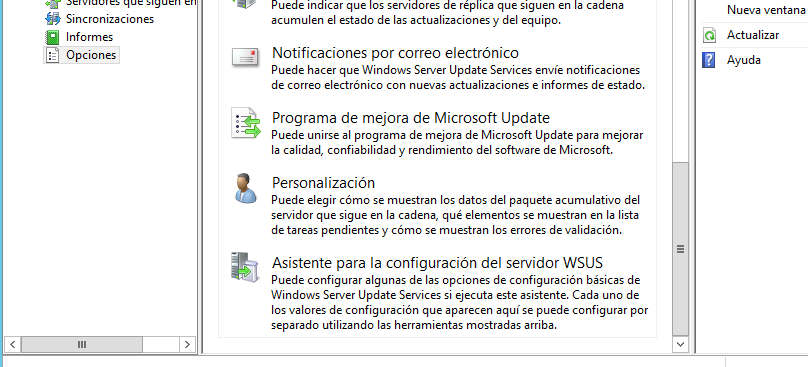 Servidores que siguen en
Sincronizaciones
Informes
Opciones
Puede indicar que los servidores de réplica que siguen en la cadena
acumulen el estado de las actualizaciones y del equipo.
Notificaciones por correo electrónico
Puede hacer que Windows Server Update Services envíe notificaciones
de correo electrónico con nuevas actualizaciones e informes de estado.
Programa de mejora de Microsoft Update
Puede unirse al programa de mejora de Microsoft Update para mejorar
la calidad, confiabilidad y rendimiento del software de Microsoft.
Personalización
Puede elegir cómo se muestran los datos del paquete acumulativo del
servidor que sigue en la cadena, qué elementos se muestran en la lista
de tareas pendientes y cómo se muestran los errores de validación.
Asistente para la configuración del servidor WSUS
Puede configurar algunas de las opciones de configuración básicas de
Windows Server Update Services si ejecuta este asistente. Cada uno de
los valores de configuración que aparecen aquí se puede configurar por
separado utilizando las herramientas mostradas arriba.
Nueva ventana
Actualizar
Ayuda